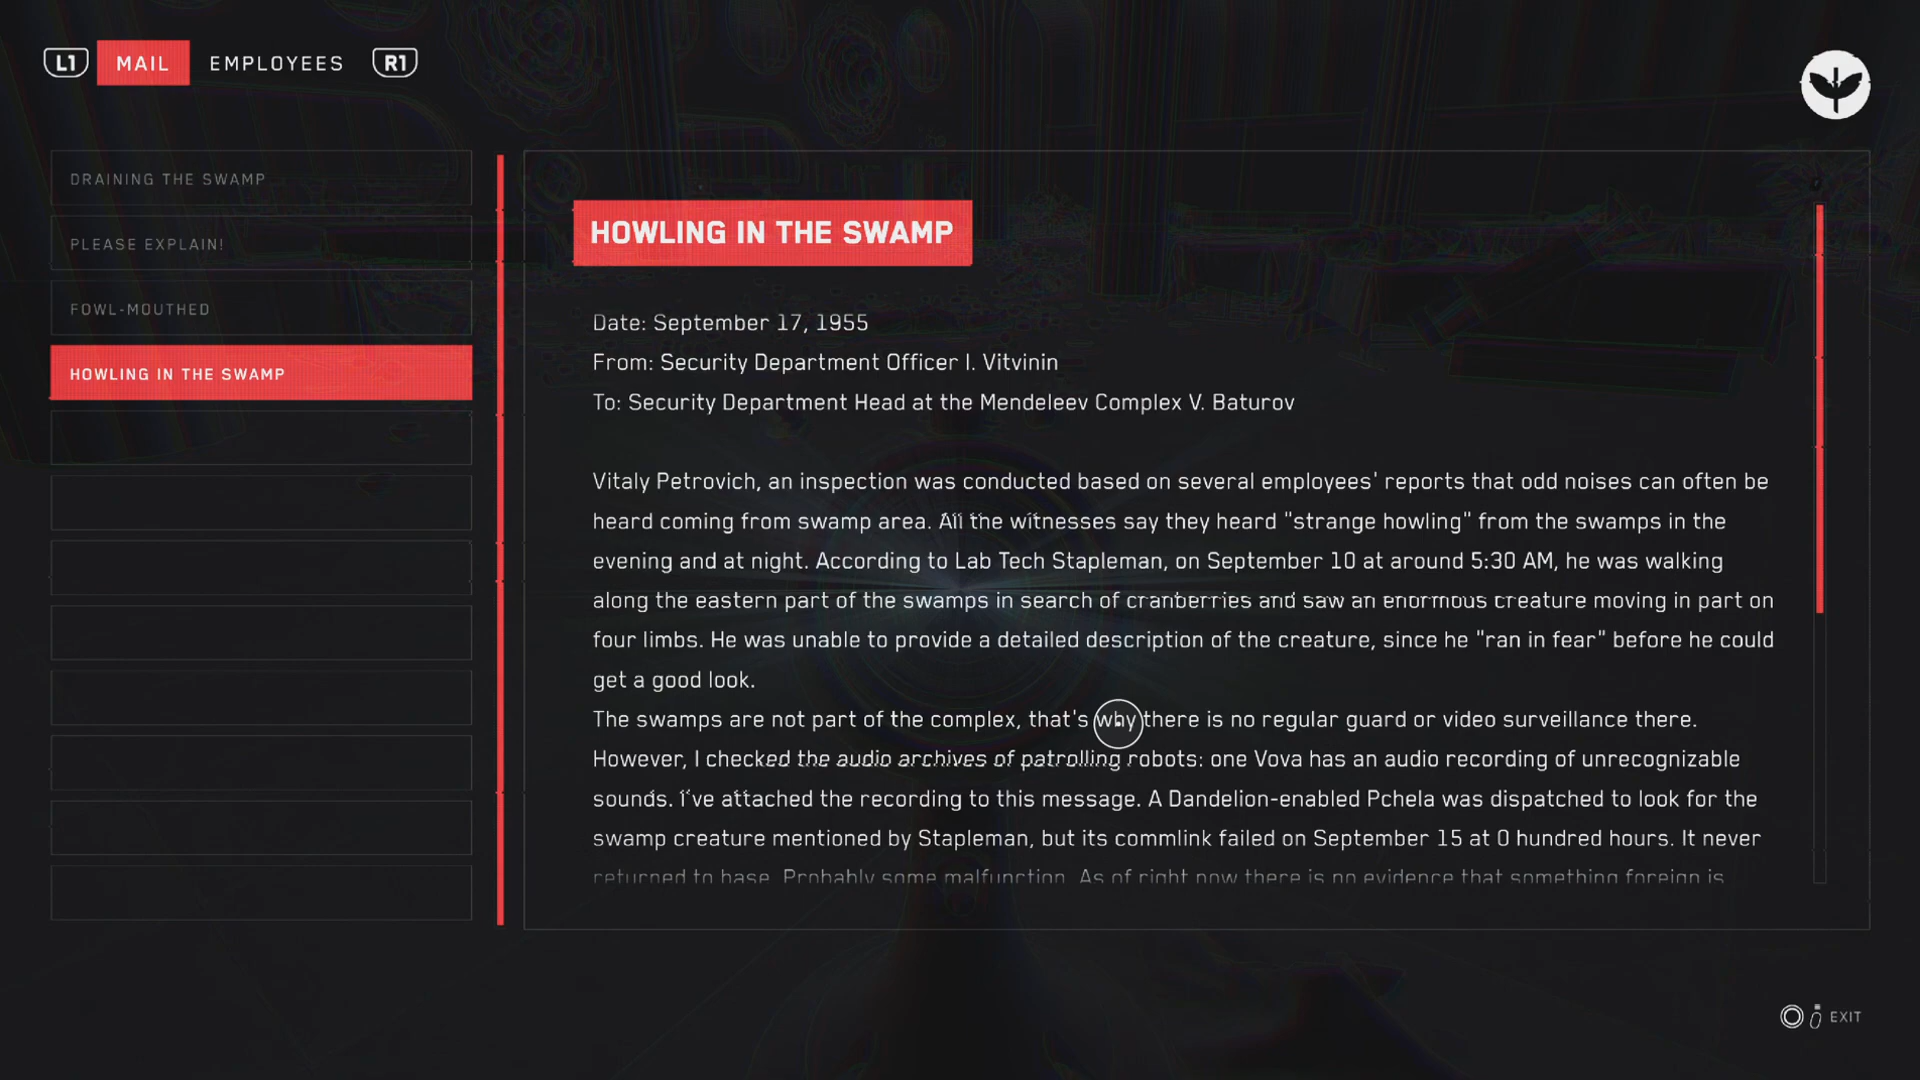 L1 MAIL EMPLOYEES R1
DRAINING THE SWAMP
PLEASE EXPLAIN!
FOWL-MOUTHED
HOWLING IN THE SWAMP
HOWLING IN THE SWAMP
Date: September 17, 1955
From: Security Department Officer I. Vitvinin
To: Security Department Head at the Mendeleev Complex V. Baturov
Vitaly Petrovich, an inspection was conducted based on several employees' reports that odd noises can often be
heard coming from swamp area. All the witnesses say they heard "strange howling" from the swamps in the
evening and at night. According to Lab Tech Stapleman, on September 10 at around 5:30 AM, he was walking
along the eastern part of the swamps in search of cranberries and saw an enormous creature moving in part on
four limbs. He was unable to provide a detailed description of the creature, since he "ran in fear" before he could
get a good look.
The swamps are not part of the complex, that's why there is no regular guard or video surveillance there.
However, I checked the audio archives of patrolling robots: one Vova has an audio recording of unrecognizable
sounds. I've attached the recording to this message. A Dandelion-enabled Pchela was dispatched to look for the
swamp creature mentioned by Stapleman, but its commlink failed on September 15 at 0 hundred hours. It never
returned to base. Probably some malfunction. As of right now there is no evidence that something foreign is
EXIT